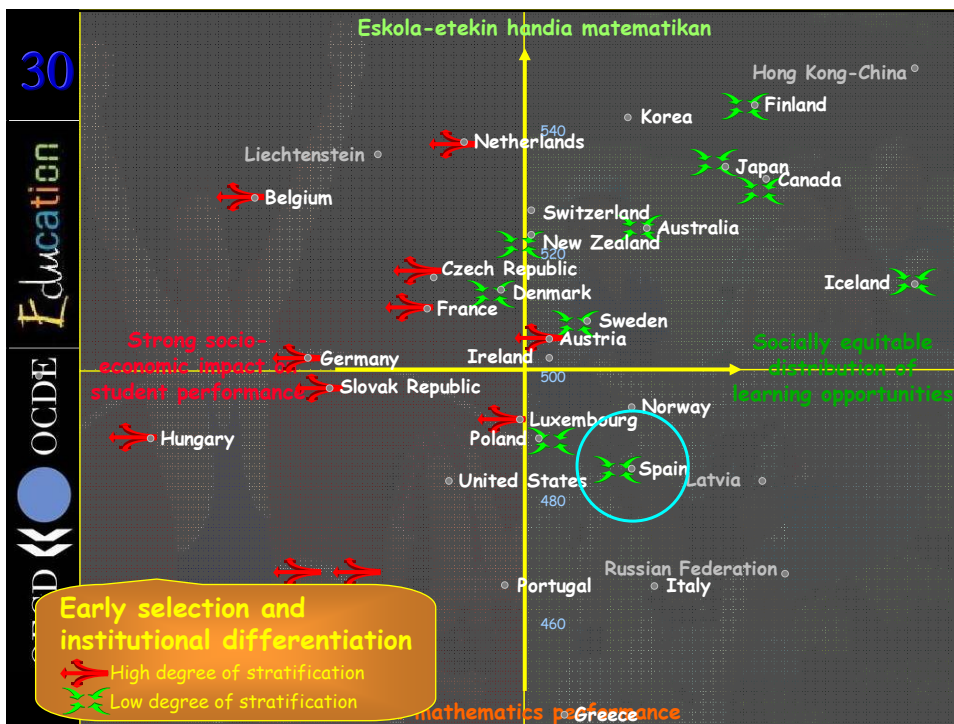 Eskola-etekin handia matematikan
30
Hong Kong-China
Finland
Korea
540
Netherlands
Liechtenstein
Japan
Canada
Belgium
Switzerland
Australia
New Zealand
520
Czech Republic
Iceland
Denmark
France
Sweden
Austria
Strong socio-
economic impact on
student performance
Socially equitable
distribution of
learning opportunities
Ireland
Germany
500
Slovak Republic
Norway
Luxembourg
Poland
Hungary
Spain
United States
Latvia
480
Russian Federation
Portugal
Italy
460
Early selection and
institutional differentiation
High degree of stratification
Low degree of stratification
mathematics performance
Greece
Education
OCDE